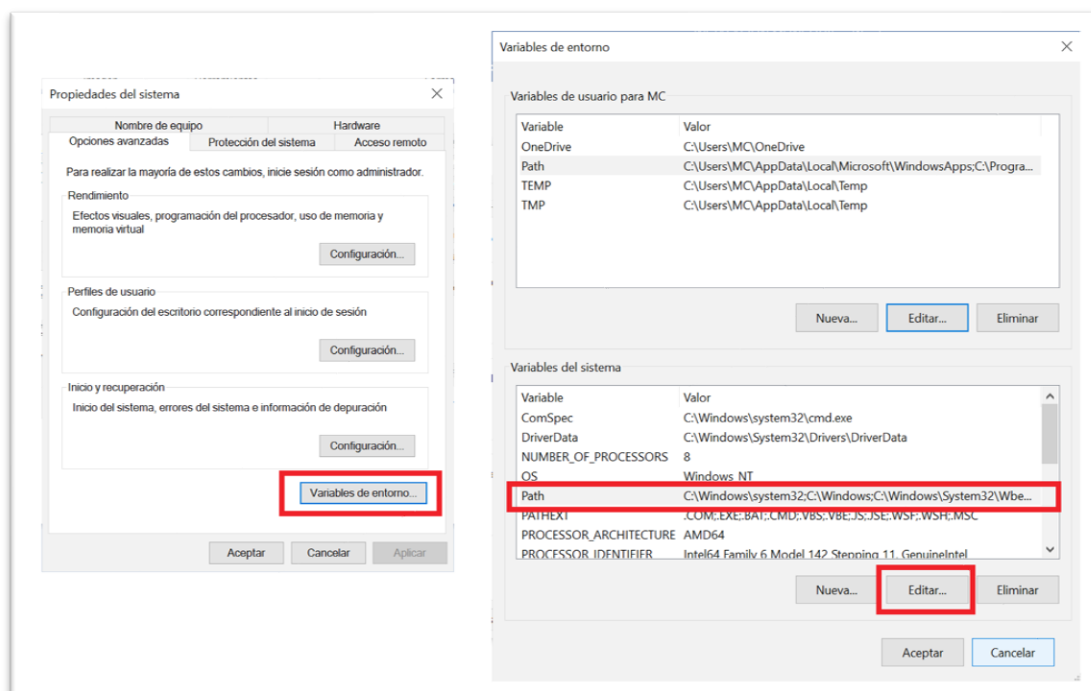 Propiedades del sistema
Nombre de equipo Hardware
Opciones avanzadas Protección del sistema Acceso remoto
Para realizar la mayoría de estos cambios, inicie sesión como administrador.
Rendimiento
Efectos visuales, programación del procesador, uso de memoria y
memoria virtual
Configuración...
Perfiles de usuario
Configuración del escritorio correspondiente al inicio de sesión
Configuración...
Inicio y recuperación
Inicio del sistema, errores del sistema e información de depuración
Configuración...
Variables de entorno...
Aceptar Cancelar Aplicar
Variables de entorno
Variables de usuario para MC
Variable Valor
OneDrive C:\Users\MC\OneDrive
Path C:\Users\MC\AppData\Local\Microsoft\WindowsApps;C:\Progra...
TEMP C:\Users\MC\AppData\Local\Temp
TMP C:\Users\MC\AppData\Local\Temp
Nueva... Editar... Eliminar
Variables del sistema
Variable Valor
ComSpec C:\Windows\system32\cmd.exe
DriverData C:\Windows\System32\Drivers\DriverData
NUMBER_OF_PROCESSORS 8
OS Windows_NT
Path C:\Windows\system32;C:\Windows;C:\Windows\System32\Wbe...
PATHEXT .COM;.EXE;.BAT;.CMD;.VBS;.VBE;.JS;.JSE;.WSF;.WSH;.MSC
PROCESSOR_ARCHITECTURE AMD64
PROCESSOR_IDENTIFIER Intel64 Family 6 Model 142 Stepping 11, GenuineIntel
Nueva... Editar... Eliminar
Aceptar Cancelar